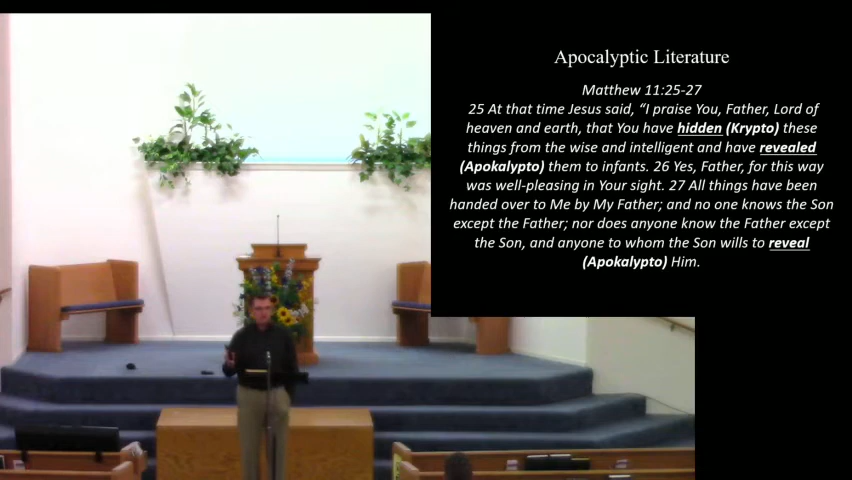 Apocalyptic Literature
Matthew 11:25-27
25 At that time Jesus said, “I praise You, Father, Lord of
heaven and earth, that You have hidden (Krypto) these
things from the wise and intelligent and have revealed
(Apokalypto) them to infants. 26 Yes, Father, for this way
was well-pleasing in Your sight. 27 All things have been
handed over to Me by My Father; and no one knows the Son
except the Father; nor does anyone know the Father except
the Son, and anyone to whom the Son wills to reveal
(Apokalypto) Him.